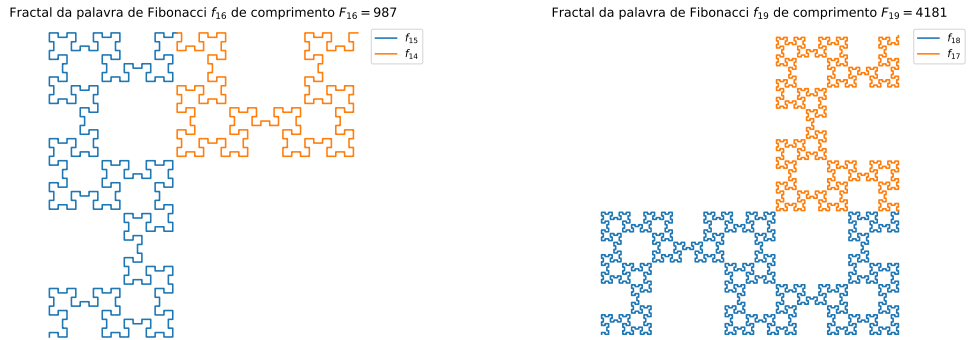 Fractal da palavra de Fibonacci f₁₆ de comprimento F₁₆ = 987
f₁₅
f₁₄
Fractal da palavra de Fibonacci f₁₉ de comprimento F₁₉ = 4181
f₁₈
f₁₇